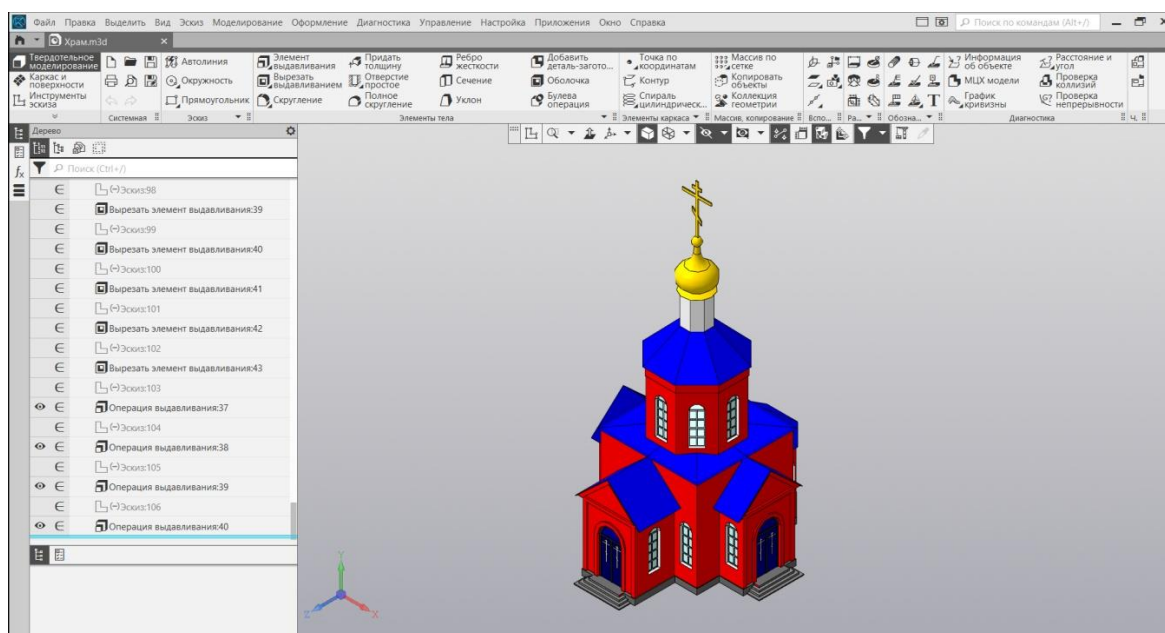 Файл Правка Выделить Вид Эскиз Моделирование Оформление Диагностика Управление Настройка Приложения Окно Справка
Поиск по командам (Alt+/)
Храм.m3d
Твердотельное моделирование
Каркас и поверхности
Инструменты эскиза
Системная
Автолиния
Окружность
Прямоугольник
Эскиз
Элемент выдавливания
Вырезать выдавливанием
Скругление
Придать толщину
Отверстие простое
Полное скругление
Ребро жесткости
Сечение
Уклон
Добавить деталь-загото...
Оболочка
Булева операция
Элементы тела
Точка по координатам
Контур
Спираль цилиндрическ...
Элементы каркаса
Массив по сетке
Копировать объекты
Коллекция геометрии
Массив, копирование
Вспо...
Ра...
Обозна...
Информация об объекте
МЦХ модели
График кривизны
Расстояние и угол
Проверка коллизий
Проверка непрерывности
Диагностика
Ч.
Дерево
Поиск (Ctrl+/)
(-)Эскиз:98
Вырезать элемент выдавливания:39
(-)Эскиз:99
Вырезать элемент выдавливания:40
(-)Эскиз:100
Вырезать элемент выдавливания:41
(-)Эскиз:101
Вырезать элемент выдавливания:42
(-)Эскиз:102
Вырезать элемент выдавливания:43
(-)Эскиз:103
Операция выдавливания:37
(-)Эскиз:104
Операция выдавливания:38
(-)Эскиз:105
Операция выдавливания:39
(-)Эскиз:106
Операция выдавливания:40
Y
Z
X